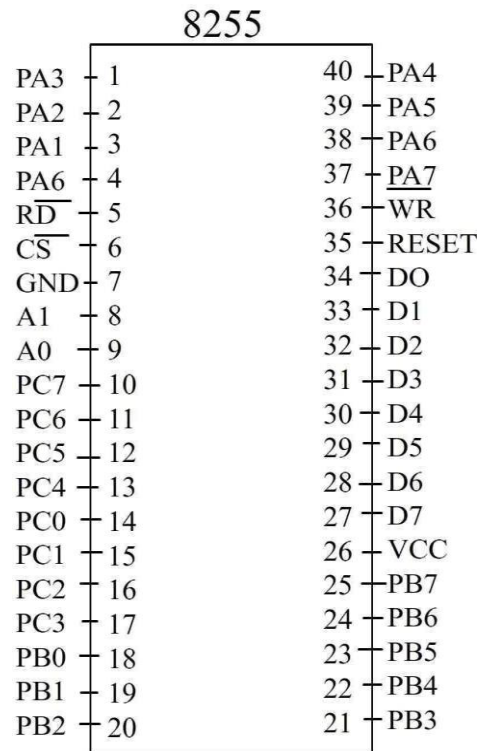 8255
PA3 1 40 PA4
PA2 2 39 PA5
PA1 3 38 PA6
PA6 4 37 PA7
RD 5 36 WR
CS 6 35 RESET
GND 7 34 DO
A1 8 33 D1
A0 9 32 D2
PC7 10 31 D3
PC6 11 30 D4
PC5 12 29 D5
PC4 13 28 D6
PC0 14 27 D7
PC1 15 26 VCC
PC2 16 25 PB7
PC3 17 24 PB6
PB0 18 23 PB5
PB1 19 22 PB4
PB2 20 21 PB3